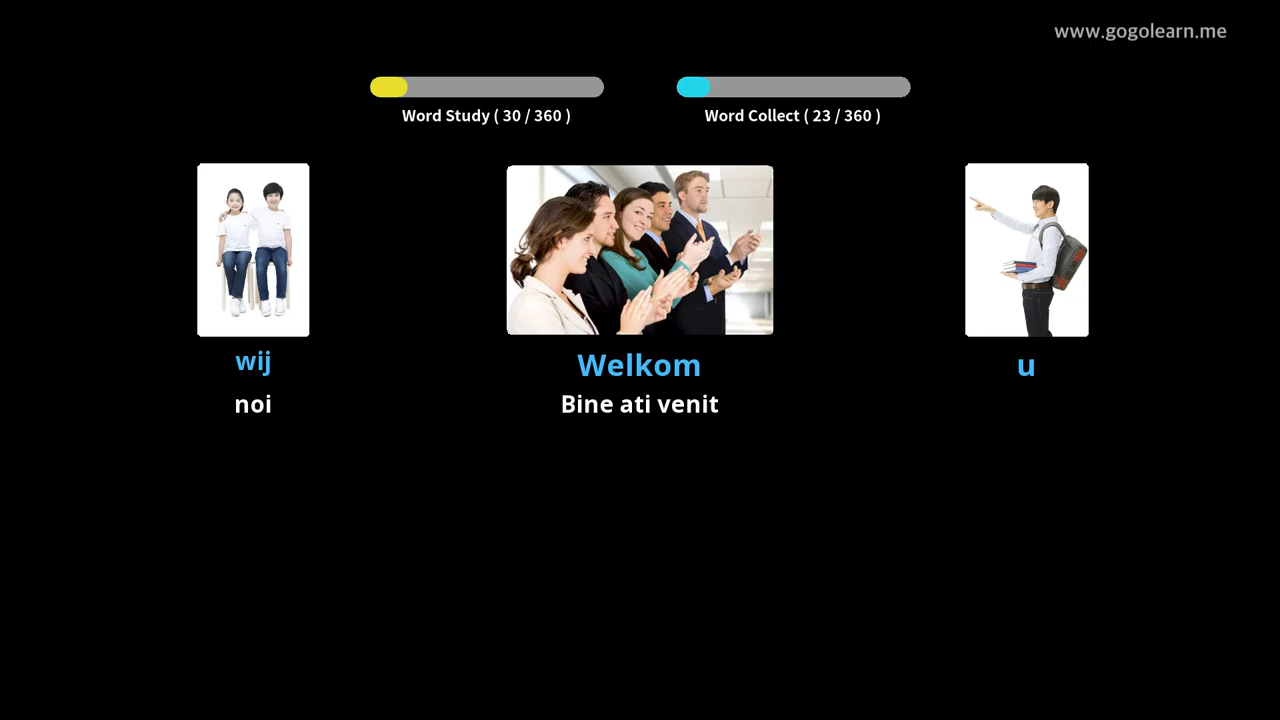 www.gogolearn.me
Word Study ( 30 / 360 )
Word Collect ( 23 / 360 )
wij
Welkom
u
noi
Bine ati venit